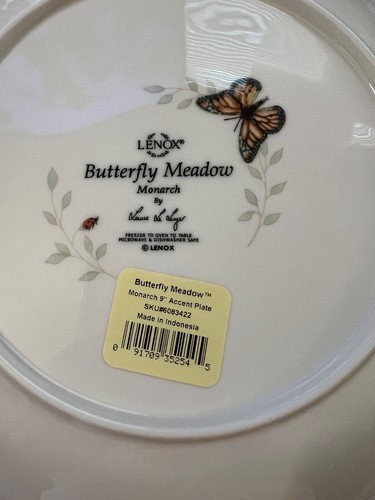 LENOX®
Butterfly Meadow
Monarch
By
FREEZER TO OVEN TO TABLE
MICROWAVE & DISHWASHER SAFE
© LENOX
Butterfly Meadow™
Monarch 9" Accent Plate
SKU#6083422
Made in Indonesia
0 91709 35254 5